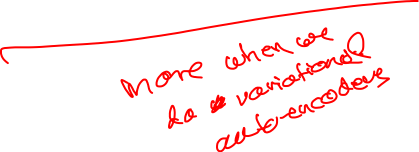 more when we
do variational
auto-encoders